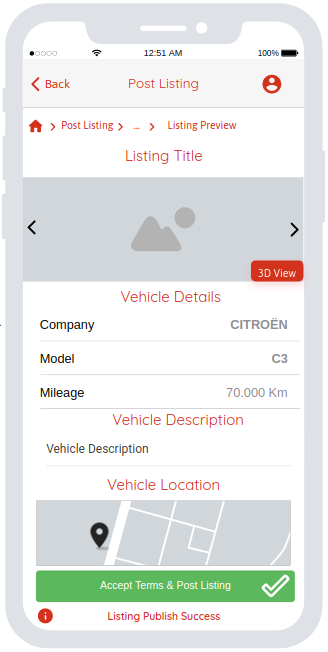 12:51 AM 100%
Back Post Listing
Post Listing ... Listing Preview
Listing Title
3D View
Vehicle Details
Company CITROËN
Model C3
Mileage 70.000 Km
Vehicle Description
Vehicle Description
Vehicle Location
Accept Terms & Post Listing
Listing Publish Success